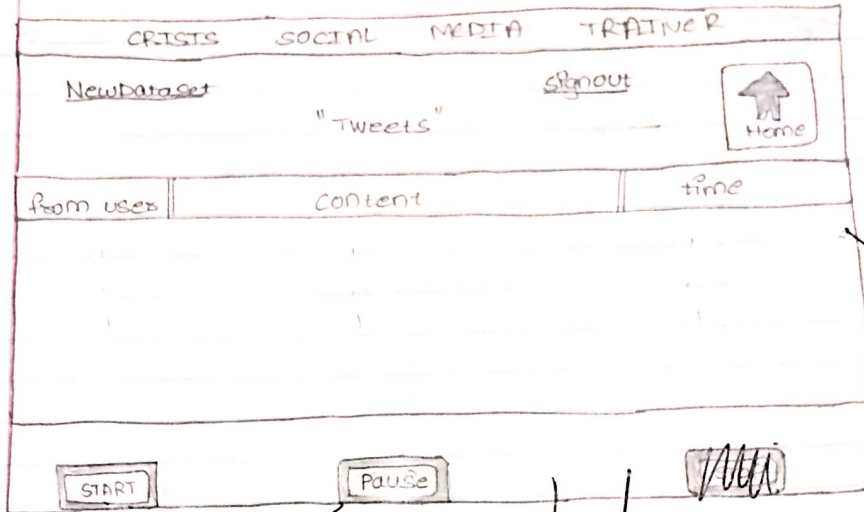 CRISIS SOCIAL MEDIA TRAINER
NewDataset signout
"Tweets"
Home
from user content time
START Pause